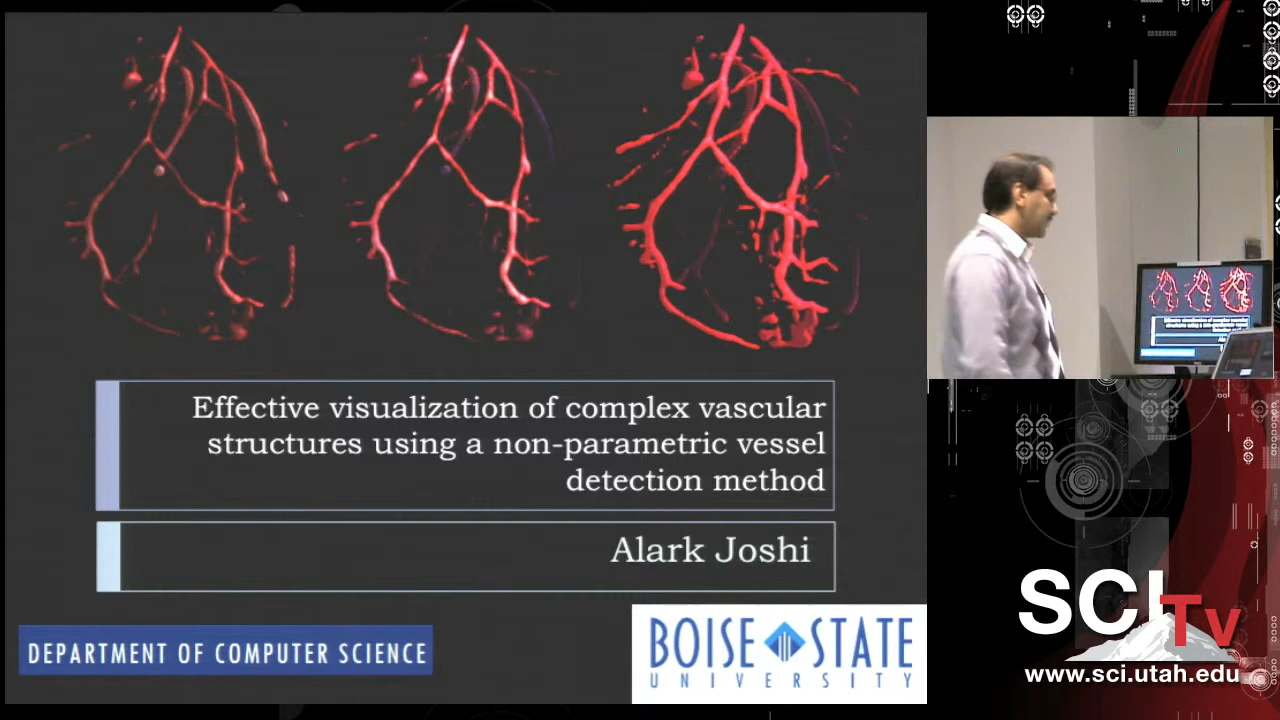 Effective visualization of complex vascular
structures using a non-parametric vessel
detection method
Alark Joshi
DEPARTMENT OF COMPUTER SCIENCE
BOISE STATE
UNIVERSITY
SCI Tv
www.sci.utah.edu